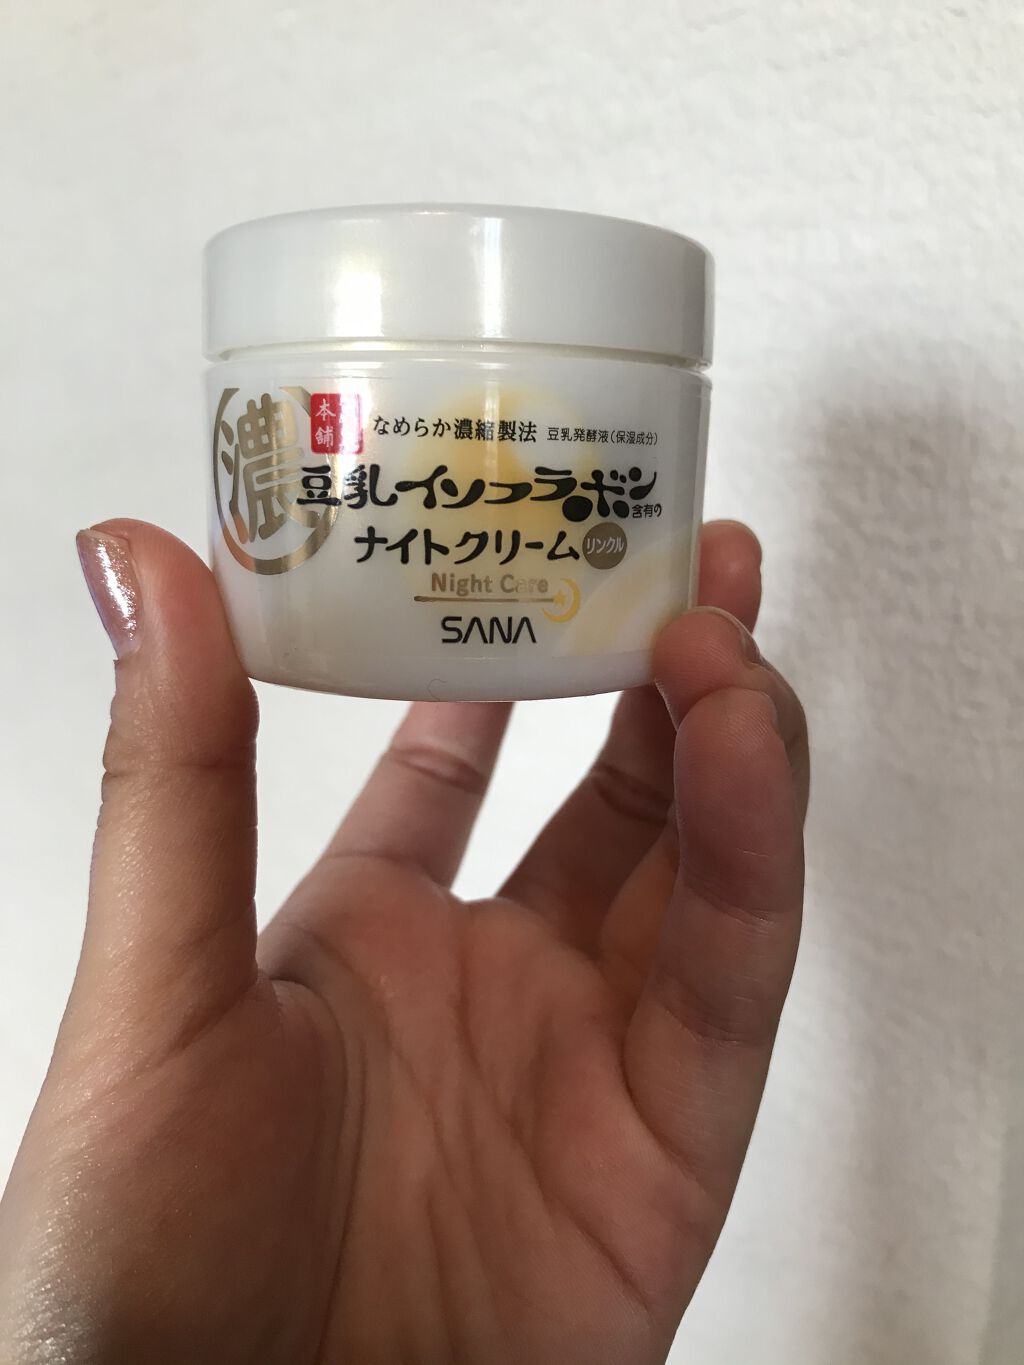 濃
本舗
なめらか濃縮製法 豆乳発酵液(保湿成分)
豆乳イソフラボン含有の
ナイトクリーム リンクル
Night Care
SANA